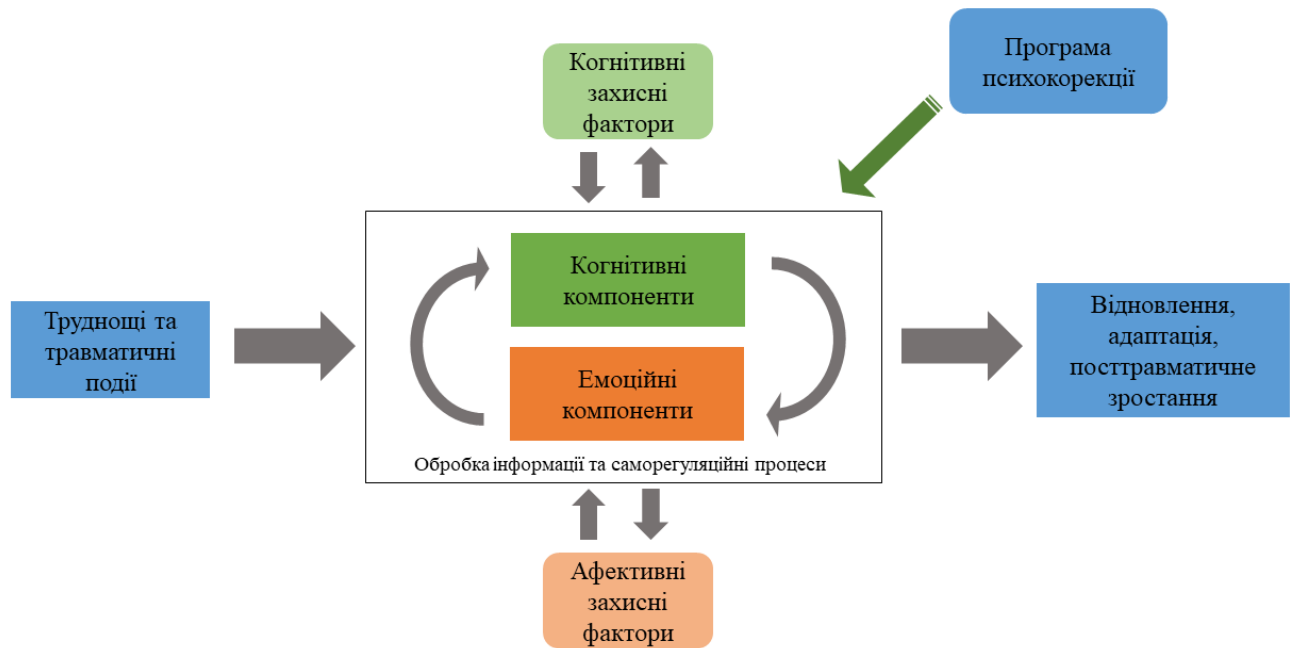 Когнітивні
захисні
фактори
Програма
психокорекції
Когнітивні
компоненти
Труднощі та
травматичні
події
Емоційні
компоненти
Обробка інформації та саморегуляційні процеси
Відновлення,
адаптація,
посттравматичне
зростання
Афективні
захисні
фактори